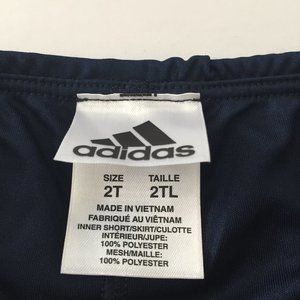 adidas
SIZE TAILLE
2T 2TL
MADE IN VIETNAM
FABRIQUÉ AU VIÊTNAM
INNER SHORT/SKIRT/CULOTTE
INTÉRIEUR/JUPE:
100% POLYESTER
MESH/MAILLE:
100% POLYESTER